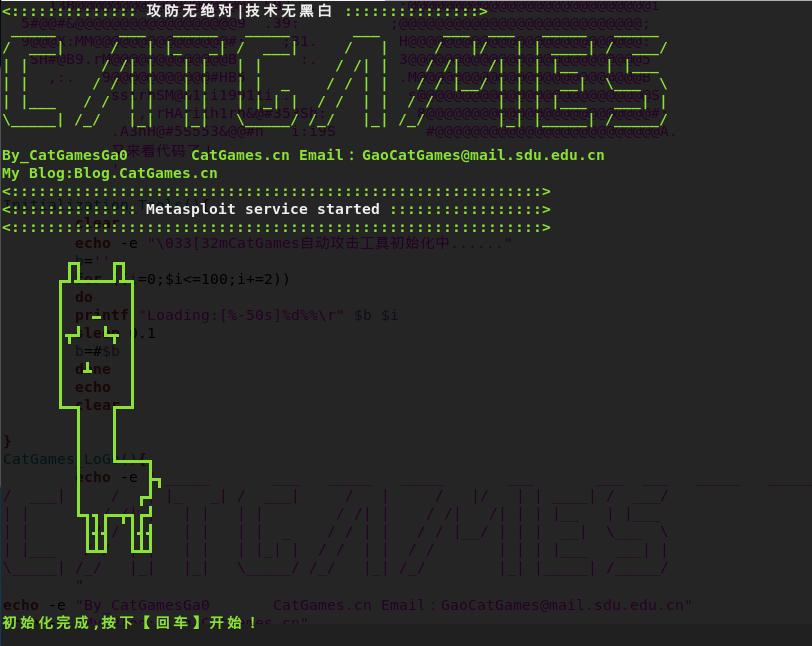 <:::::::::::::: 攻防无绝对|技术无黑白 :::::::::::::::>
CATGAMES
By_CatGamesGa0 CatGames.cn Email：GaoCatGames@mail.sdu.edu.cn
My Blog:Blog.CatGames.cn
<::::::::::::::::::::::::::::::::::::::::::::::::::::::::::>
<:::::::::::::: Metasploit service started :::::::::::::::::>
<::::::::::::::::::::::::::::::::::::::::::::::::::::::::::>
clear
echo -e "\033[32mCatGames自动攻击工具初始化中......"
b=''
i=0;$i<=100;i+=2))
do
printf "Loading:[%-50s]%d%%\r" $b $i
0.1
b=#$b
done
echo
clear
}
CatGames_LoGo(){
echo -e "
CATGAMES
"
echo -e "By_CatGamesGa0 CatGames.cn Email：GaoCatGames@mail.sdu.edu.cn"
初始化完成,按下【回车】开始！